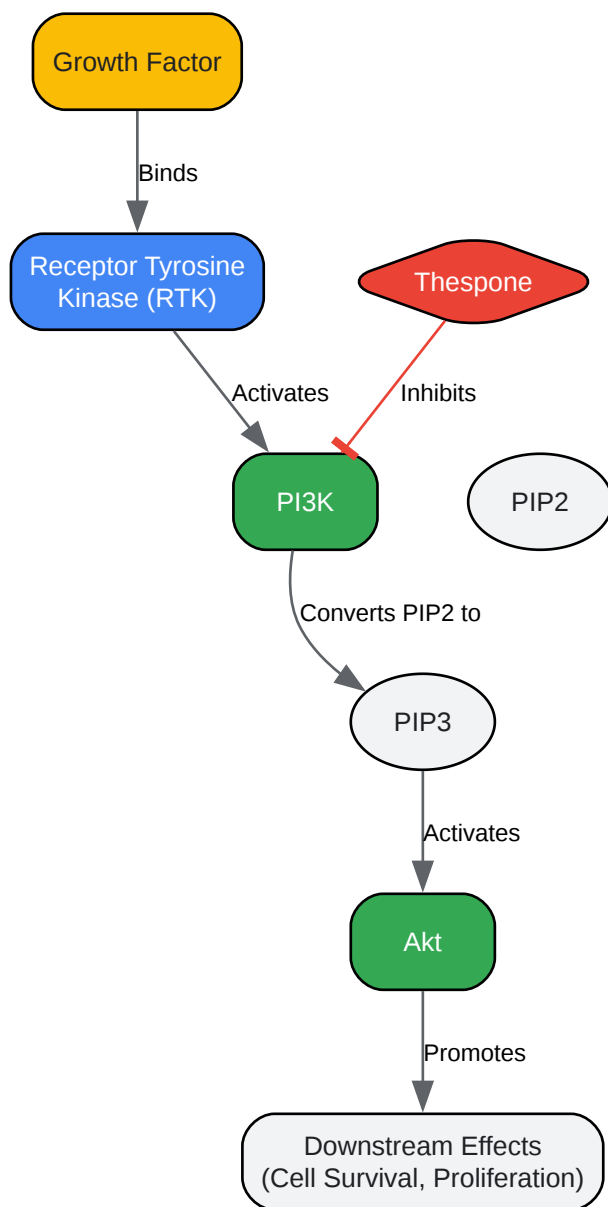 Growth Factor
Binds
Receptor Tyrosine
Kinase (RTK)
Thespone
Activates
Inhibits
PI3K
PIP2
Converts PIP2 to
PIP3
Activates
Akt
Promotes
Downstream Effects
(Cell Survival, Proliferation)